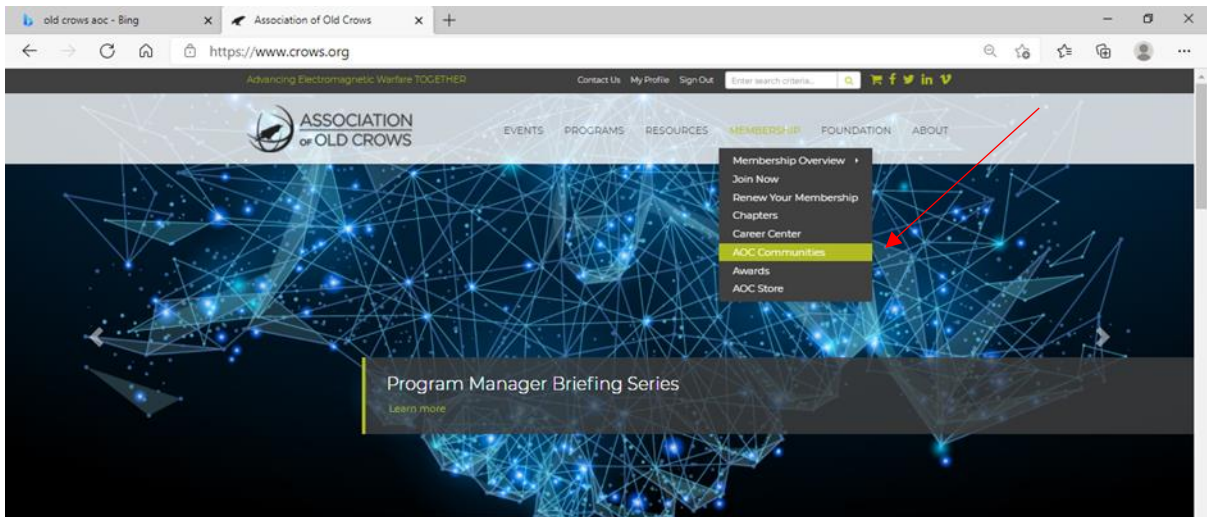 old crows aoc - Bing
Association of Old Crows
https://www.crows.org
Advancing Electromagnetic Warfare TOGETHER
Contact Us My Profile Sign Out Enter search criteria...
ASSOCIATION
OF OLD CROWS
EVENTS PROGRAMS RESOURCES MEMBERSHIP FOUNDATION ABOUT
Membership Overview
Join Now
Renew Your Membership
Chapters
Career Center
AOC Communities
Awards
AOC Store
Program Manager Briefing Series
Learn more